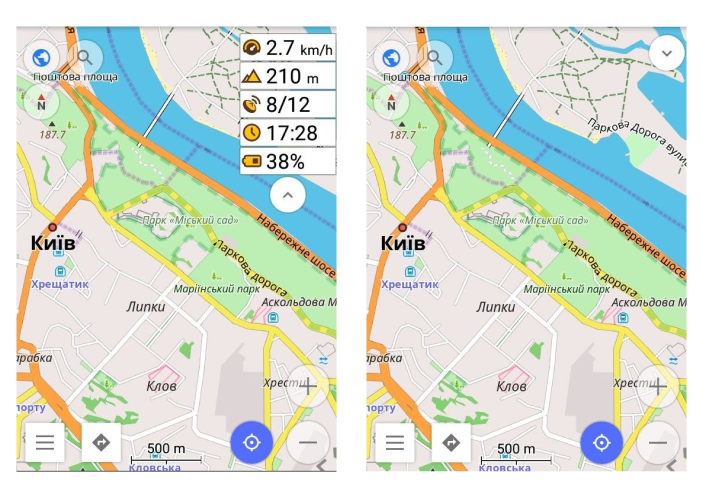 2.7 km/h
210 m
8/12
17:28
38%
Поштова площа
N
187.7
Парк «Міський сад»
Набережне шосе
Київ
Паркова дорога
Хрещатик
Маріїнський парк
Липки
Аскольдова М
арабка
Клов
Хрест
порту
500 m
Кловська
Поштова площа
N
Паркова Дорога вули
187.7
Парк «Міський сад»
Набережне шосе
Київ
Паркова дорога
Хрещатик
Маріїнський парк
Липки
Аскольдова М
арабка
Клов
Хрест
порту
500 m
Кловська